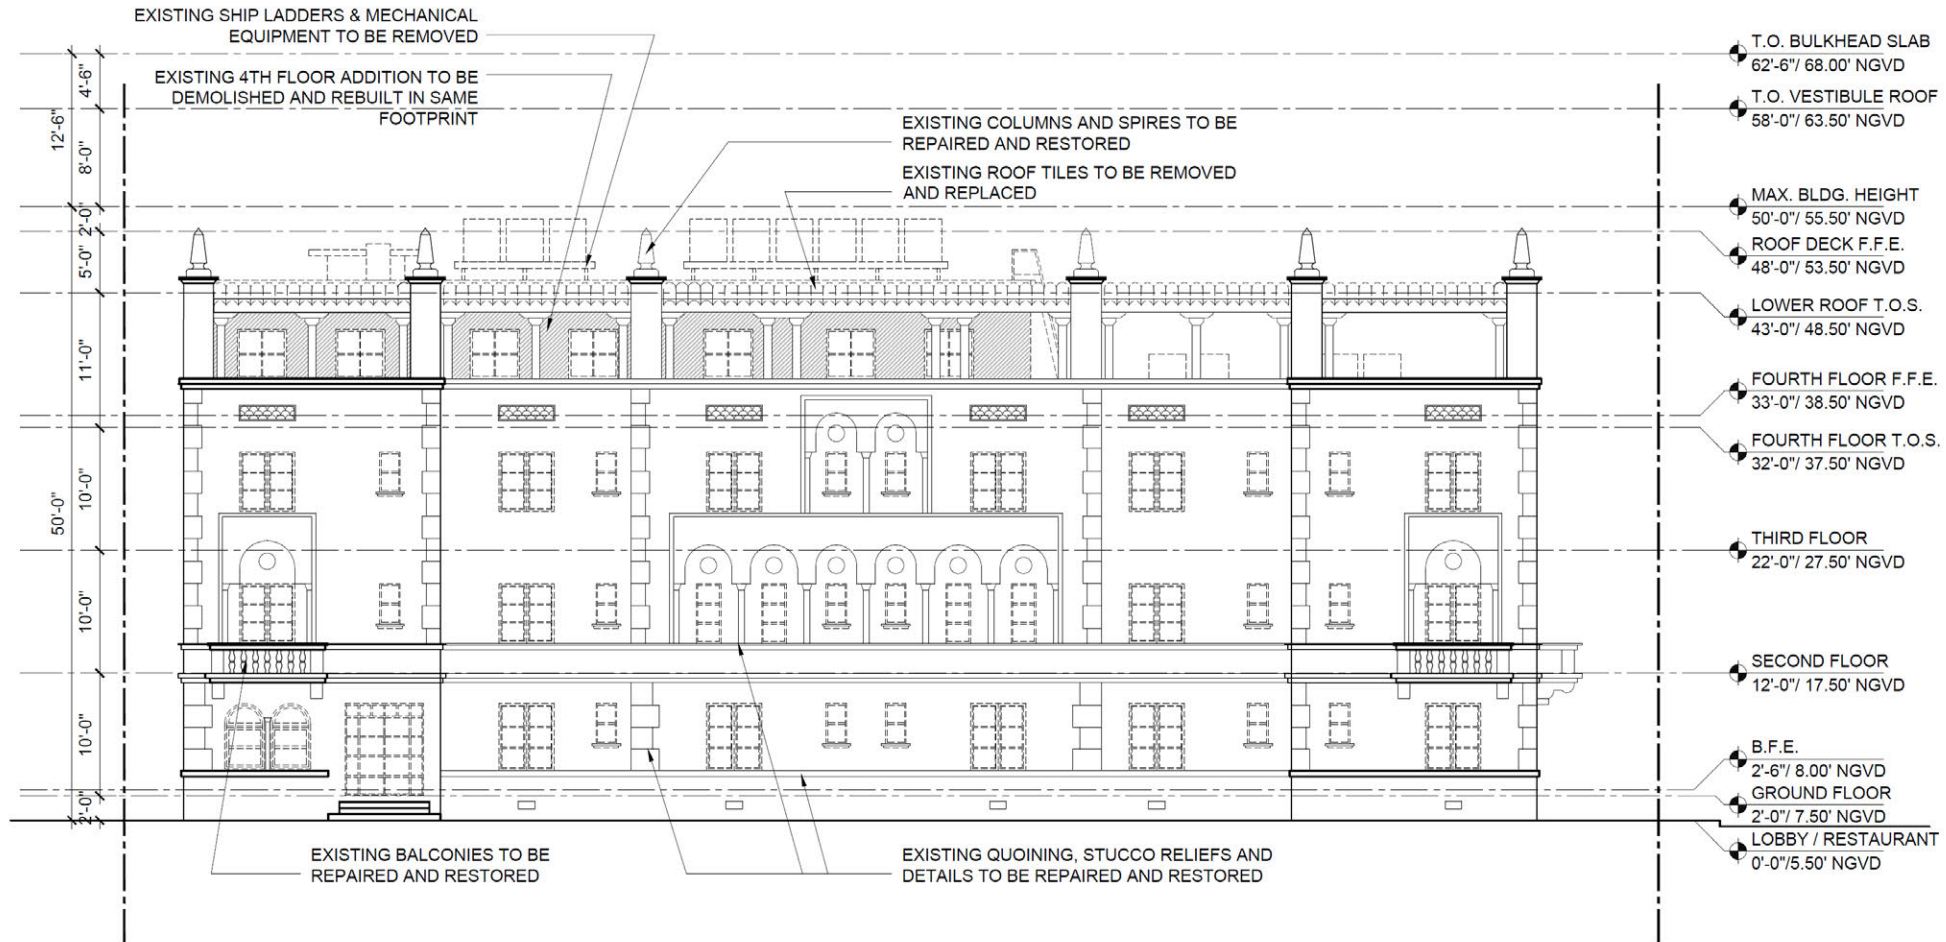 EXISTING SHIP LADDERS & MECHANICAL
EQUIPMENT TO BE REMOVED
EXISTING 4TH FLOOR ADDITION TO BE
DEMOLISHED AND REBUILT IN SAME
FOOTPRINT
EXISTING COLUMNS AND SPIRES TO BE
REPAIRED AND RESTORED
EXISTING ROOF TILES TO BE REMOVED
AND REPLACED
T.O. BULKHEAD SLAB
62'-6"/ 68.00' NGVD
T.O. VESTIBULE ROOF
58'-0"/ 63.50' NGVD
MAX. BLDG. HEIGHT
50'-0"/ 55.50' NGVD
ROOF DECK F.F.E.
48'-0"/ 53.50' NGVD
LOWER ROOF T.O.S.
43'-0"/ 48.50' NGVD
FOURTH FLOOR F.F.E.
33'-0"/ 38.50' NGVD
FOURTH FLOOR T.O.S.
32'-0"/ 37.50' NGVD
THIRD FLOOR
22'-0"/ 27.50' NGVD
SECOND FLOOR
12'-0"/ 17.50' NGVD
B.F.E.
2'-6"/ 8.00' NGVD
GROUND FLOOR
2'-0"/ 7.50' NGVD
LOBBY / RESTAURANT
0'-0"/5.50' NGVD
12'-6"
50'-0"
4'-6"
8'-0"
2'-0"
5'-0"
11'-0"
10'-0"
10'-0"
10'-0"
2'-0"
EXISTING BALCONIES TO BE
REPAIRED AND RESTORED
EXISTING QUOINING, STUCCO RELIEFS AND
DETAILS TO BE REPAIRED AND RESTORED